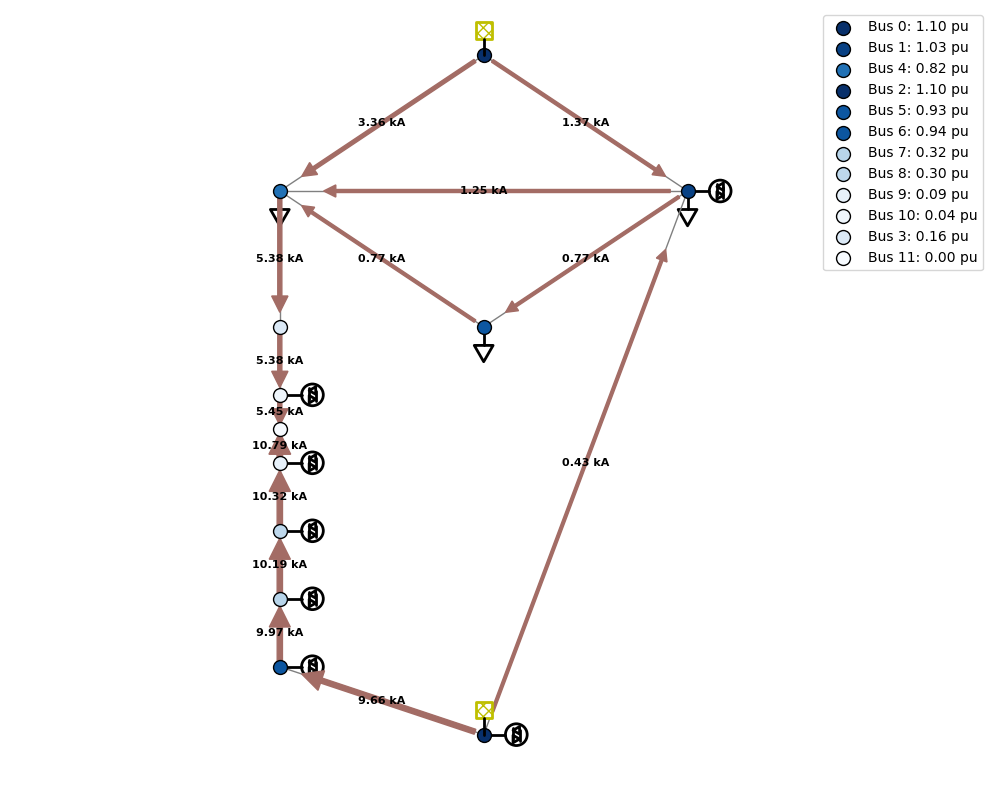 Bus 0: 1.10 pu
Bus 1: 1.03 pu
Bus 4: 0.82 pu
Bus 2: 1.10 pu
Bus 5: 0.93 pu
Bus 6: 0.94 pu
Bus 7: 0.32 pu
Bus 8: 0.30 pu
Bus 9: 0.09 pu
Bus 10: 0.04 pu
Bus 3: 0.16 pu
Bus 11: 0.00 pu
3.36 kA
1.37 kA
1.25 kA
5.38 kA
0.77 kA
0.77 kA
5.38 kA
5.45 kA
10.79 kA
0.43 kA
10.32 kA
10.19 kA
9.97 kA
9.66 kA